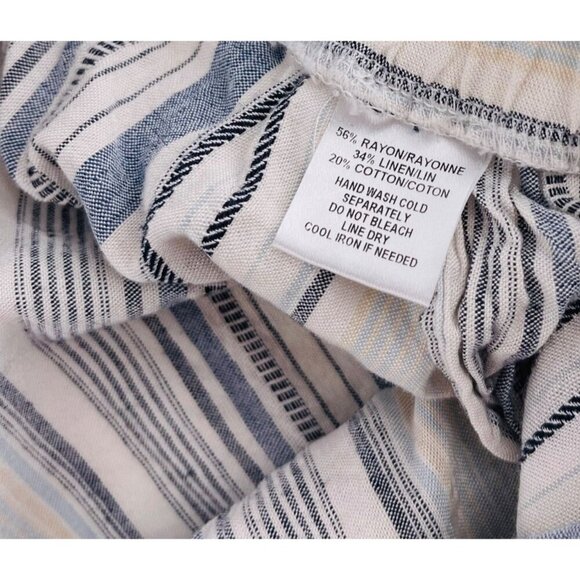 56% RAYON/RAYONNE
34% LINEN/LIN
20% COTTON/COTON
HAND WASH COLD
SEPARATELY
DO NOT BLEACH
LINE DRY
COOL IRON IF NEEDED